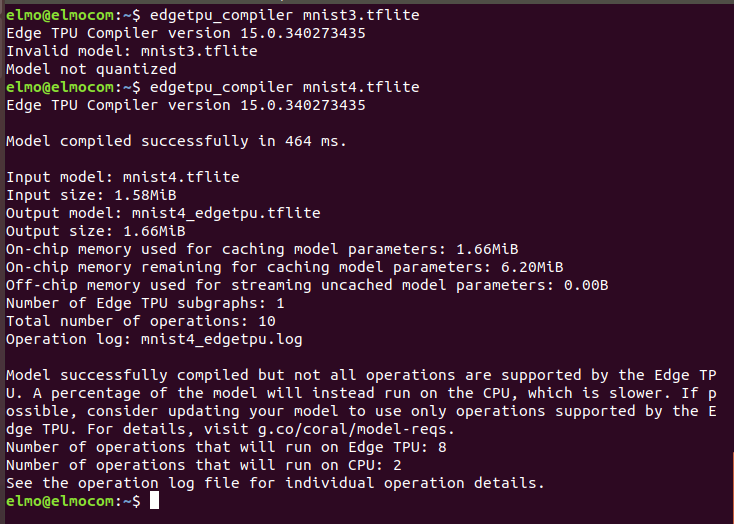 elmo@elmocom:~$ edgetpu_compiler mnist3.tflite
Edge TPU Compiler version 15.0.340273435
Invalid model: mnist3.tflite
Model not quantized
elmo@elmocom:~$ edgetpu_compiler mnist4.tflite
Edge TPU Compiler version 15.0.340273435

Model compiled successfully in 464 ms.

Input model: mnist4.tflite
Input size: 1.58MiB
Output model: mnist4_edgetpu.tflite
Output size: 1.66MiB
On-chip memory used for caching model parameters: 1.66MiB
On-chip memory remaining for caching model parameters: 6.20MiB
Off-chip memory used for streaming uncached model parameters: 0.00B
Number of Edge TPU subgraphs: 1
Total number of operations: 10
Operation log: mnist4_edgetpu.log

Model successfully compiled but not all operations are supported by the Edge TP
U. A percentage of the model will instead run on the CPU, which is slower. If p
ossible, consider updating your model to use only operations supported by the E
dge TPU. For details, visit g.co/coral/model-reqs.
Number of operations that will run on Edge TPU: 8
Number of operations that will run on CPU: 2
See the operation log file for individual operation details.
elmo@elmocom:~$